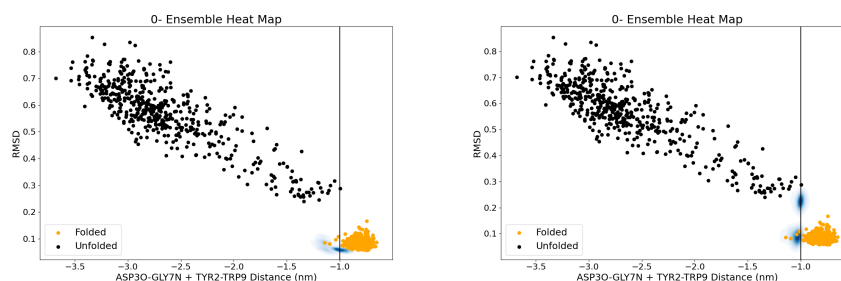 0- Ensemble Heat Map
RMSD
0.8
0.7
0.6
0.5
0.4
0.3
0.2
0.1
Folded
Unfolded
−3.5 −3.0 −2.5 −2.0 −1.5 −1.0
ASP3O-GLY7N + TYR2-TRP9 Distance (nm)
0- Ensemble Heat Map
RMSD
0.8
0.7
0.6
0.5
0.4
0.3
0.2
0.1
Folded
Unfolded
−3.5 −3.0 −2.5 −2.0 −1.5 −1.0
ASP3O-GLY7N + TYR2-TRP9 Distance (nm)